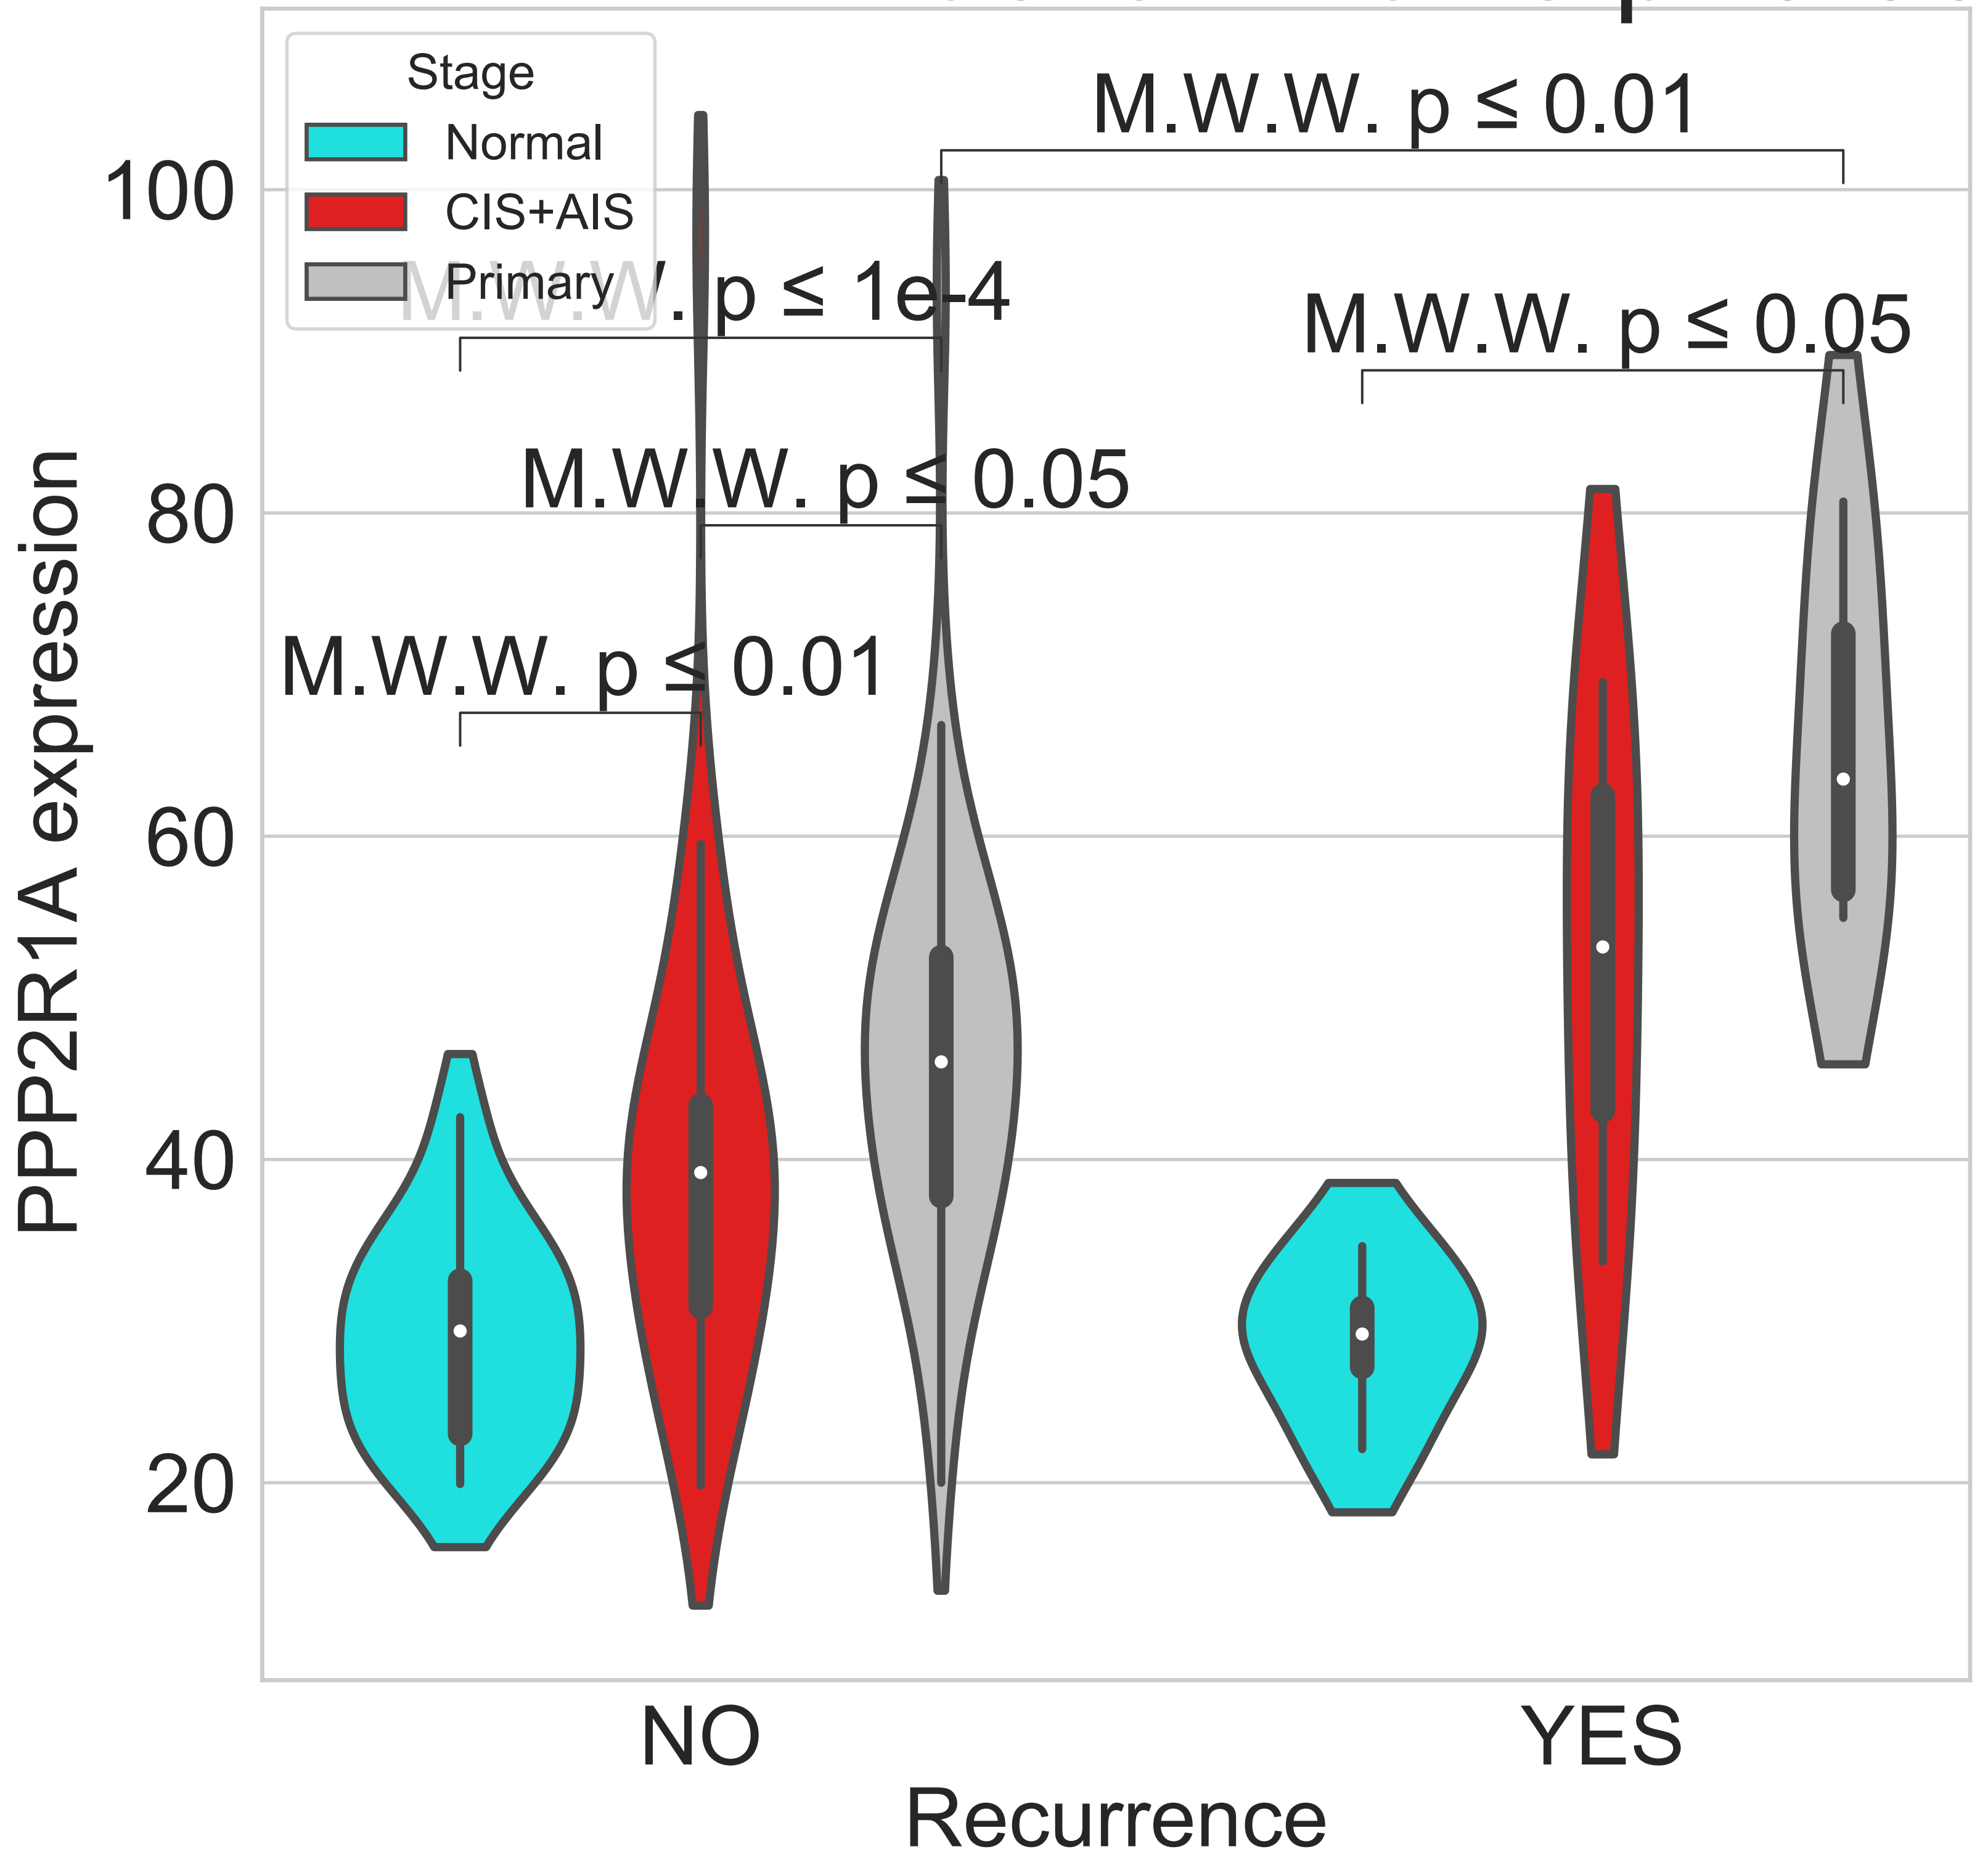 Stage
Normal
CIS+AIS
Primary
M.W.W. p ≤ 0.01
M.W.W. p ≤ 1e-4
M.W.W. p ≤ 0.05
M.W.W. p ≤ 0.05
M.W.W. p ≤ 0.01
PPP2R1A expression
100
80
60
40
20
NO
YES
Recurrence